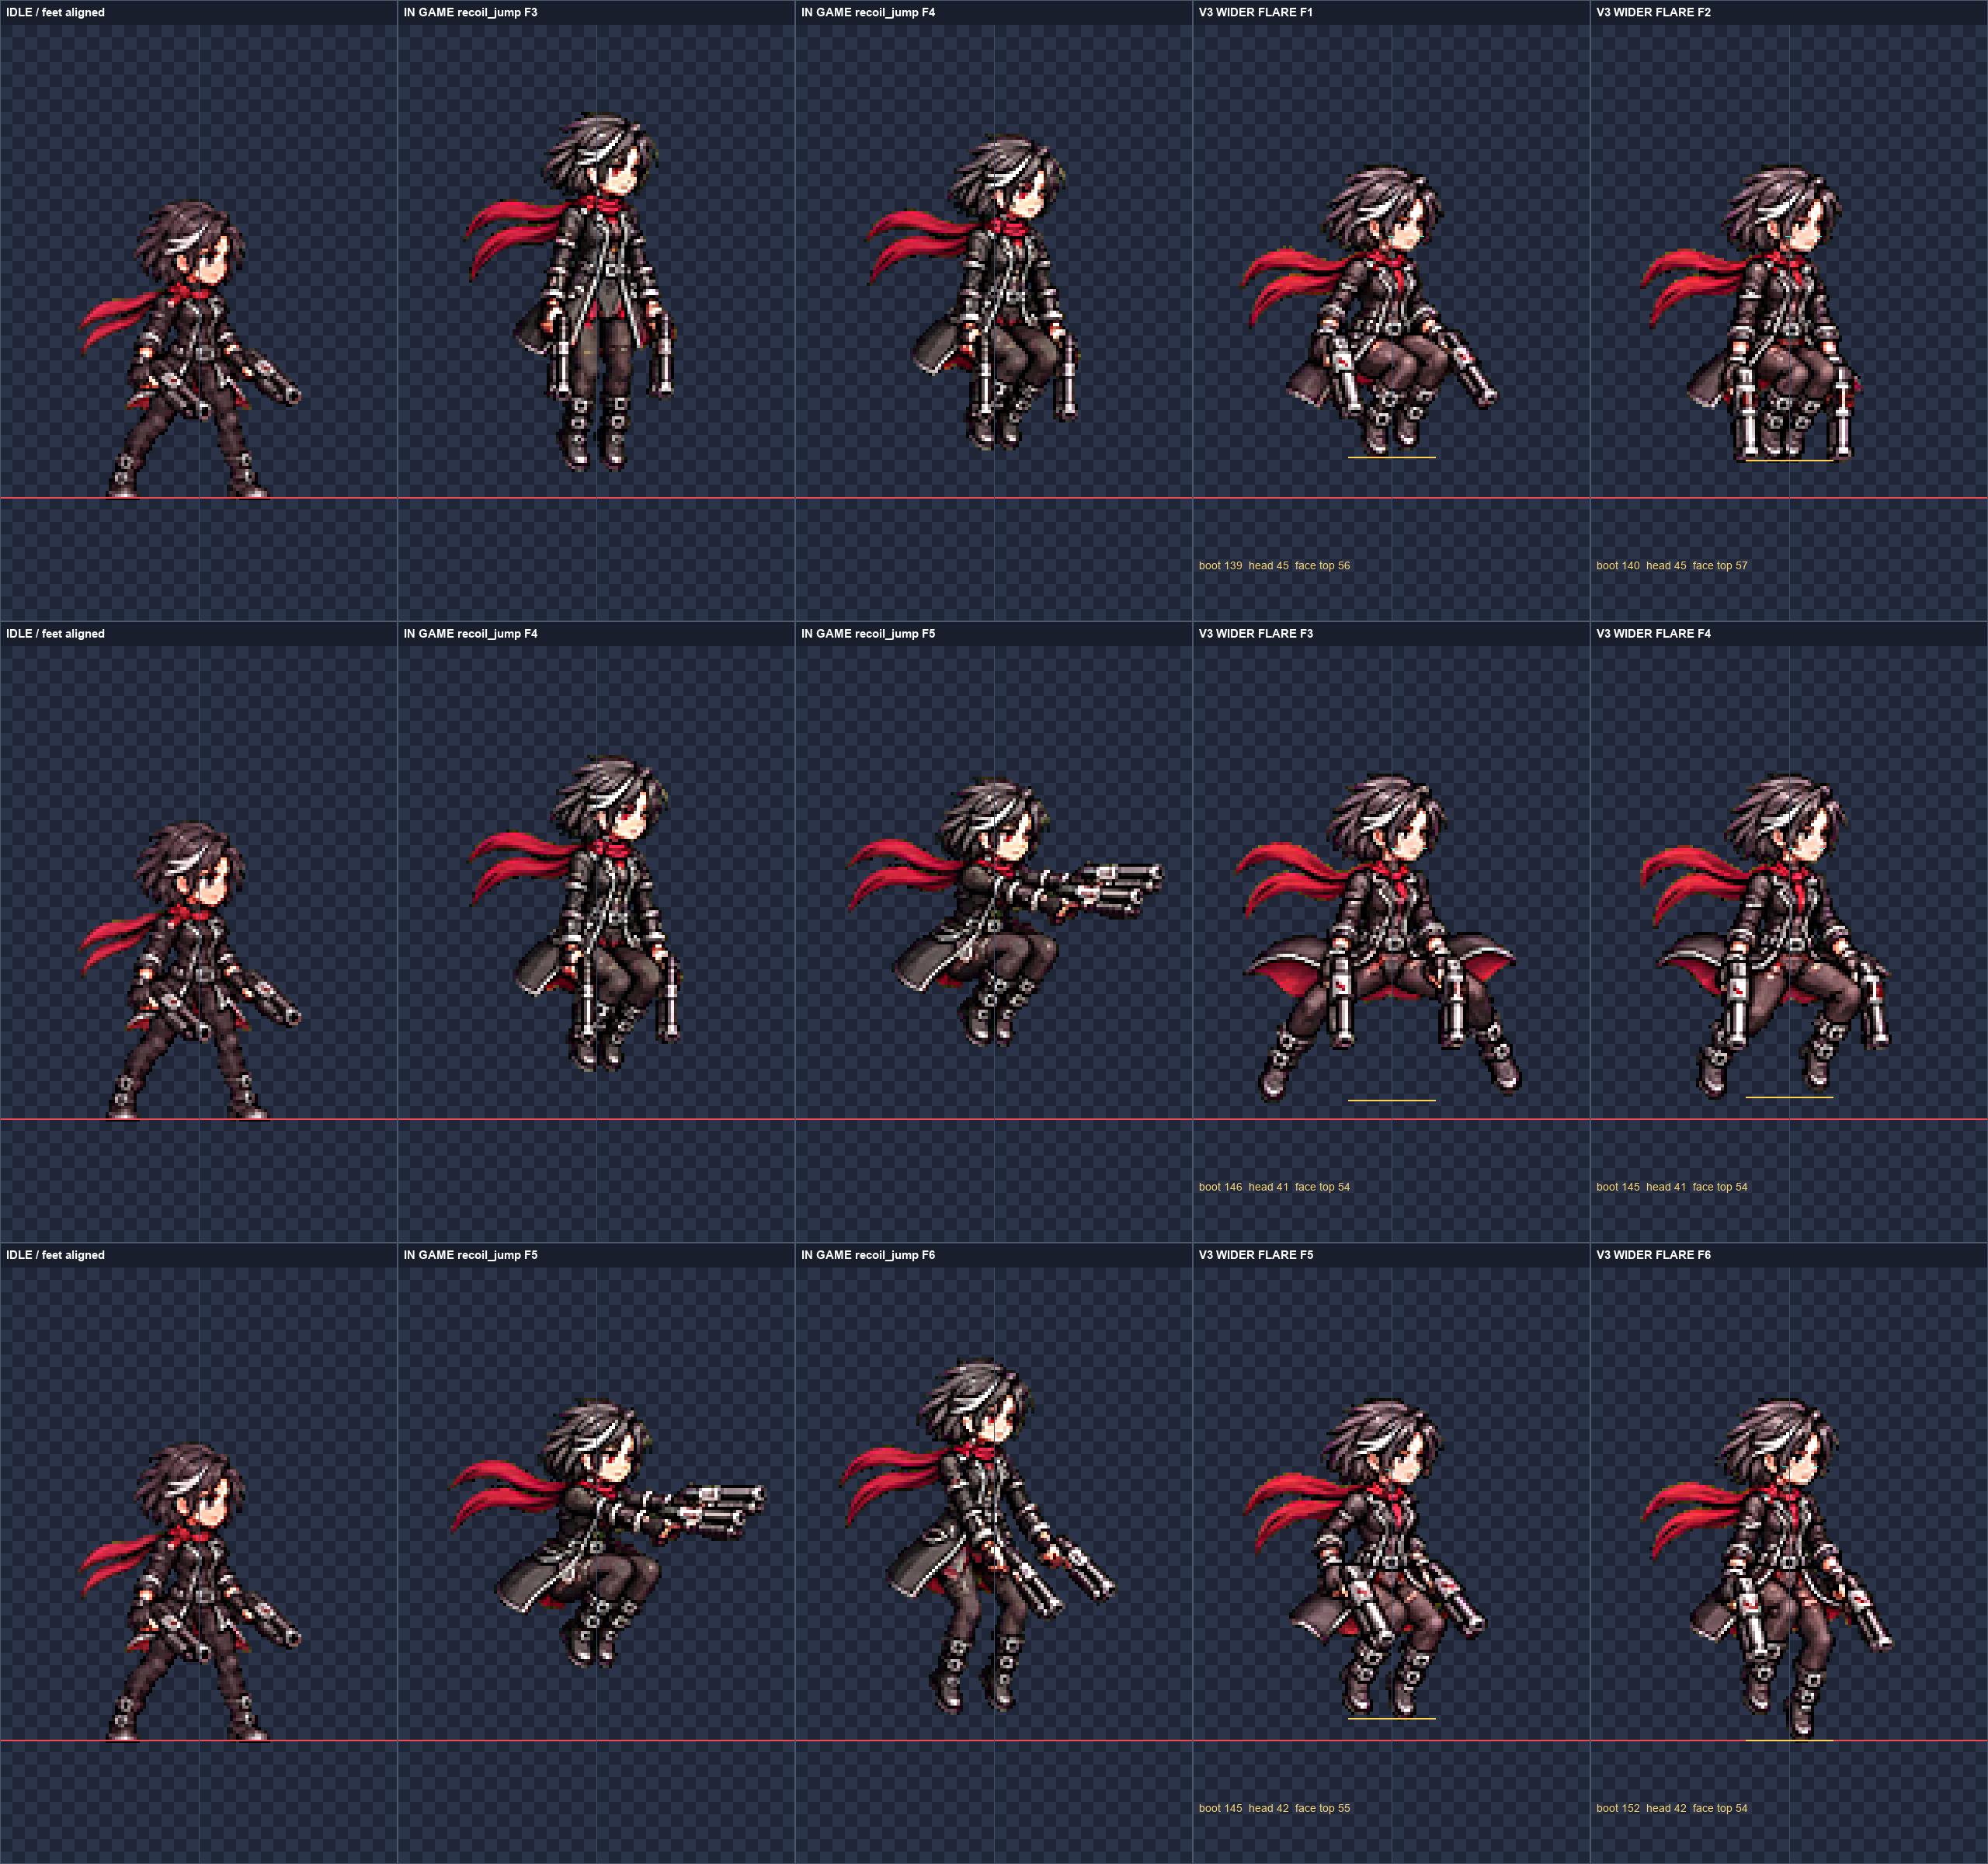 IDLE / feet aligned
IN GAME recoil_jump F3
IN GAME recoil_jump F4
V3 WIDER FLARE F1
V3 WIDER FLARE F2
boot 139 head 45 face top 56
boot 140 head 45 face top 57
IDLE / feet aligned
IN GAME recoil_jump F4
IN GAME recoil_jump F5
V3 WIDER FLARE F3
V3 WIDER FLARE F4
boot 146 head 41 face top 54
boot 145 head 41 face top 54
IDLE / feet aligned
IN GAME recoil_jump F5
IN GAME recoil_jump F6
V3 WIDER FLARE F5
V3 WIDER FLARE F6
boot 145 head 42 face top 55
boot 152 head 42 face top 54